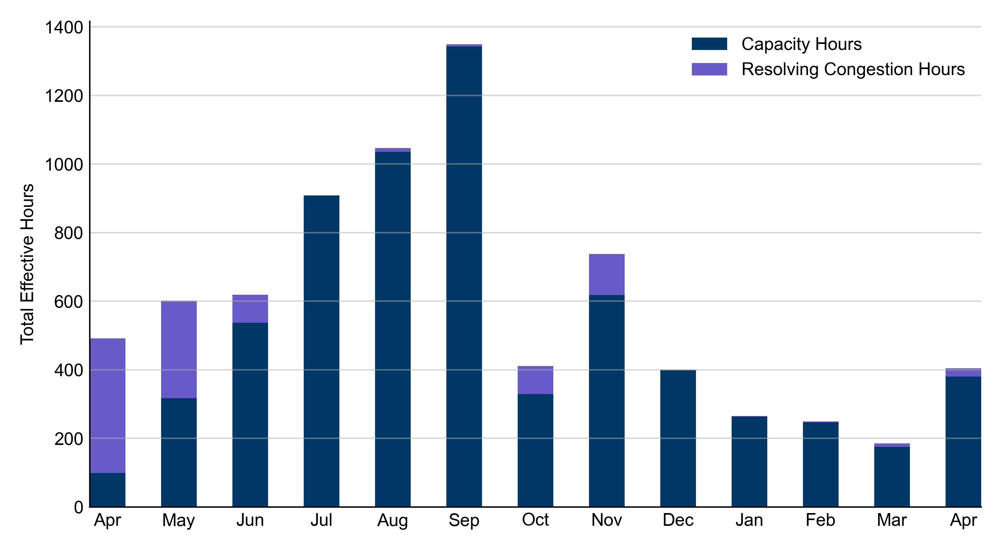 Total Effective Hours
1400
1200
1000
800
600
400
200
0
Capacity Hours
Resolving Congestion Hours
Apr May Jun Jul Aug Sep Oct Nov Dec Jan Feb Mar Apr